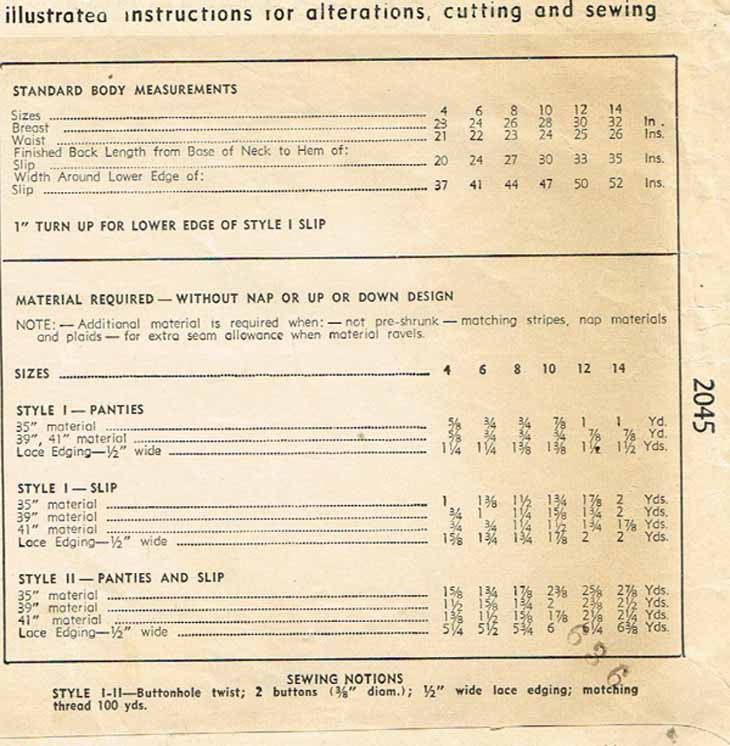 illustrated instructions for alterations, cutting and sewing
STANDARD BODY MEASUREMENTS
Sizes 4 6 8 10 12 14
Breast 23 24 26 28 30 32 In.
Waist 21 22 23 24 25 26 Ins.
Finished Back Length from Base of Neck to Hem of:
Slip 20 24 27 30 33 35 Ins.
Width Around Lower Edge of:
Slip 37 41 44 47 50 52 Ins.
1" TURN UP FOR LOWER EDGE OF STYLE I SLIP
MATERIAL REQUIRED — WITHOUT NAP OR UP OR DOWN DESIGN
NOTE: — Additional material is required when: — not pre-shrunk — matching stripes, nap materials
and plaids — for extra seam allowance when material ravels.
SIZES 4 6 8 10 12 14
STYLE I — PANTIES
35" material 5/8 3/4 3/4 7/8 1 1 Yd.
39", 41" material 5/8 3/4 3/4 3/4 7/8 7/8 Yd.
Lace Edging—1/2" wide 1 1/4 1 1/4 1 3/8 1 3/8 1 1/2 1 1/2 Yds.
STYLE I — SLIP
35" material 1 1 3/8 1 1/2 1 3/4 1 7/8 2 Yds.
39" material 3/4 1 1 1/4 1 5/8 1 3/4 2 Yds.
41" material 3/4 3/4 1 1/4 1 1/2 1 3/4 1 7/8 Yds.
Lace Edging—1/2" wide 1 5/8 1 3/4 1 3/4 1 7/8 2 2 Yds.
STYLE II — PANTIES AND SLIP
35" material 1 5/8 1 3/4 1 7/8 2 3/8 2 5/8 2 7/8 Yds.
39" material 1 1/2 1 5/8 1 3/4 2 2 3/8 2 1/2 Yds.
41" material 1 3/8 1 1/2 1 5/8 1 7/8 2 1/8 2 1/4 Yds.
Lace Edging—1/2" wide 5 1/4 5 1/2 5 3/4 6 6 1/4 6 3/8 Yds.
636
SEWING NOTIONS
STYLE I-II—Buttonhole twist; 2 buttons (3/8" diam.); 1/2" wide lace edging; matching
thread 100 yds.
2045